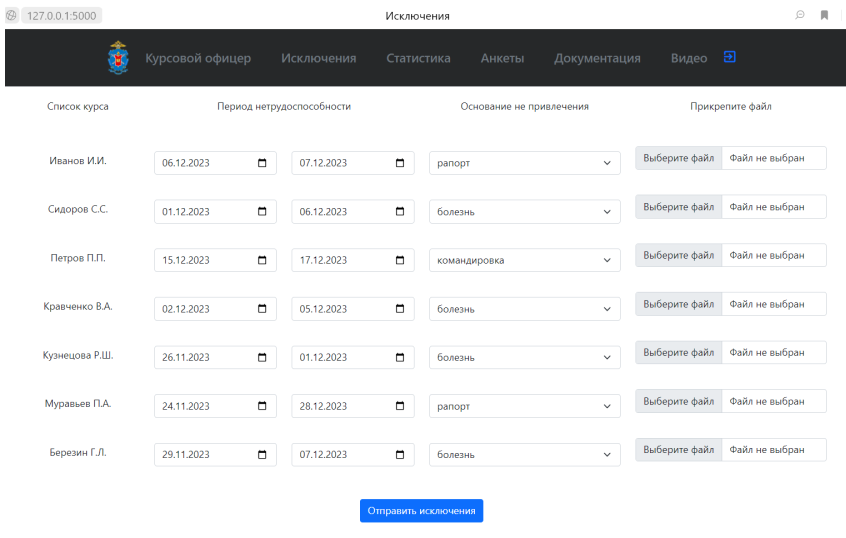 127.0.0.1:5000 Исключения
Курсовой офицер Исключения Статистика Анкеты Документация Видео
Список курса Период нетрудоспособности Основание не привлечения Прикрепите файл
Иванов И.И. 06.12.2023 07.12.2023 рапорт Выберите файл Файл не выбран
Сидоров С.С. 01.12.2023 06.12.2023 болезнь Выберите файл Файл не выбран
Петров П.П. 15.12.2023 17.12.2023 командировка Выберите файл Файл не выбран
Кравченко В.А. 02.12.2023 05.12.2023 болезнь Выберите файл Файл не выбран
Кузнецова Р.Ш. 26.11.2023 01.12.2023 болезнь Выберите файл Файл не выбран
Муравьев П.А. 24.11.2023 28.12.2023 рапорт Выберите файл Файл не выбран
Березин Г.Л. 29.11.2023 07.12.2023 болезнь Выберите файл Файл не выбран
Отправить исключения